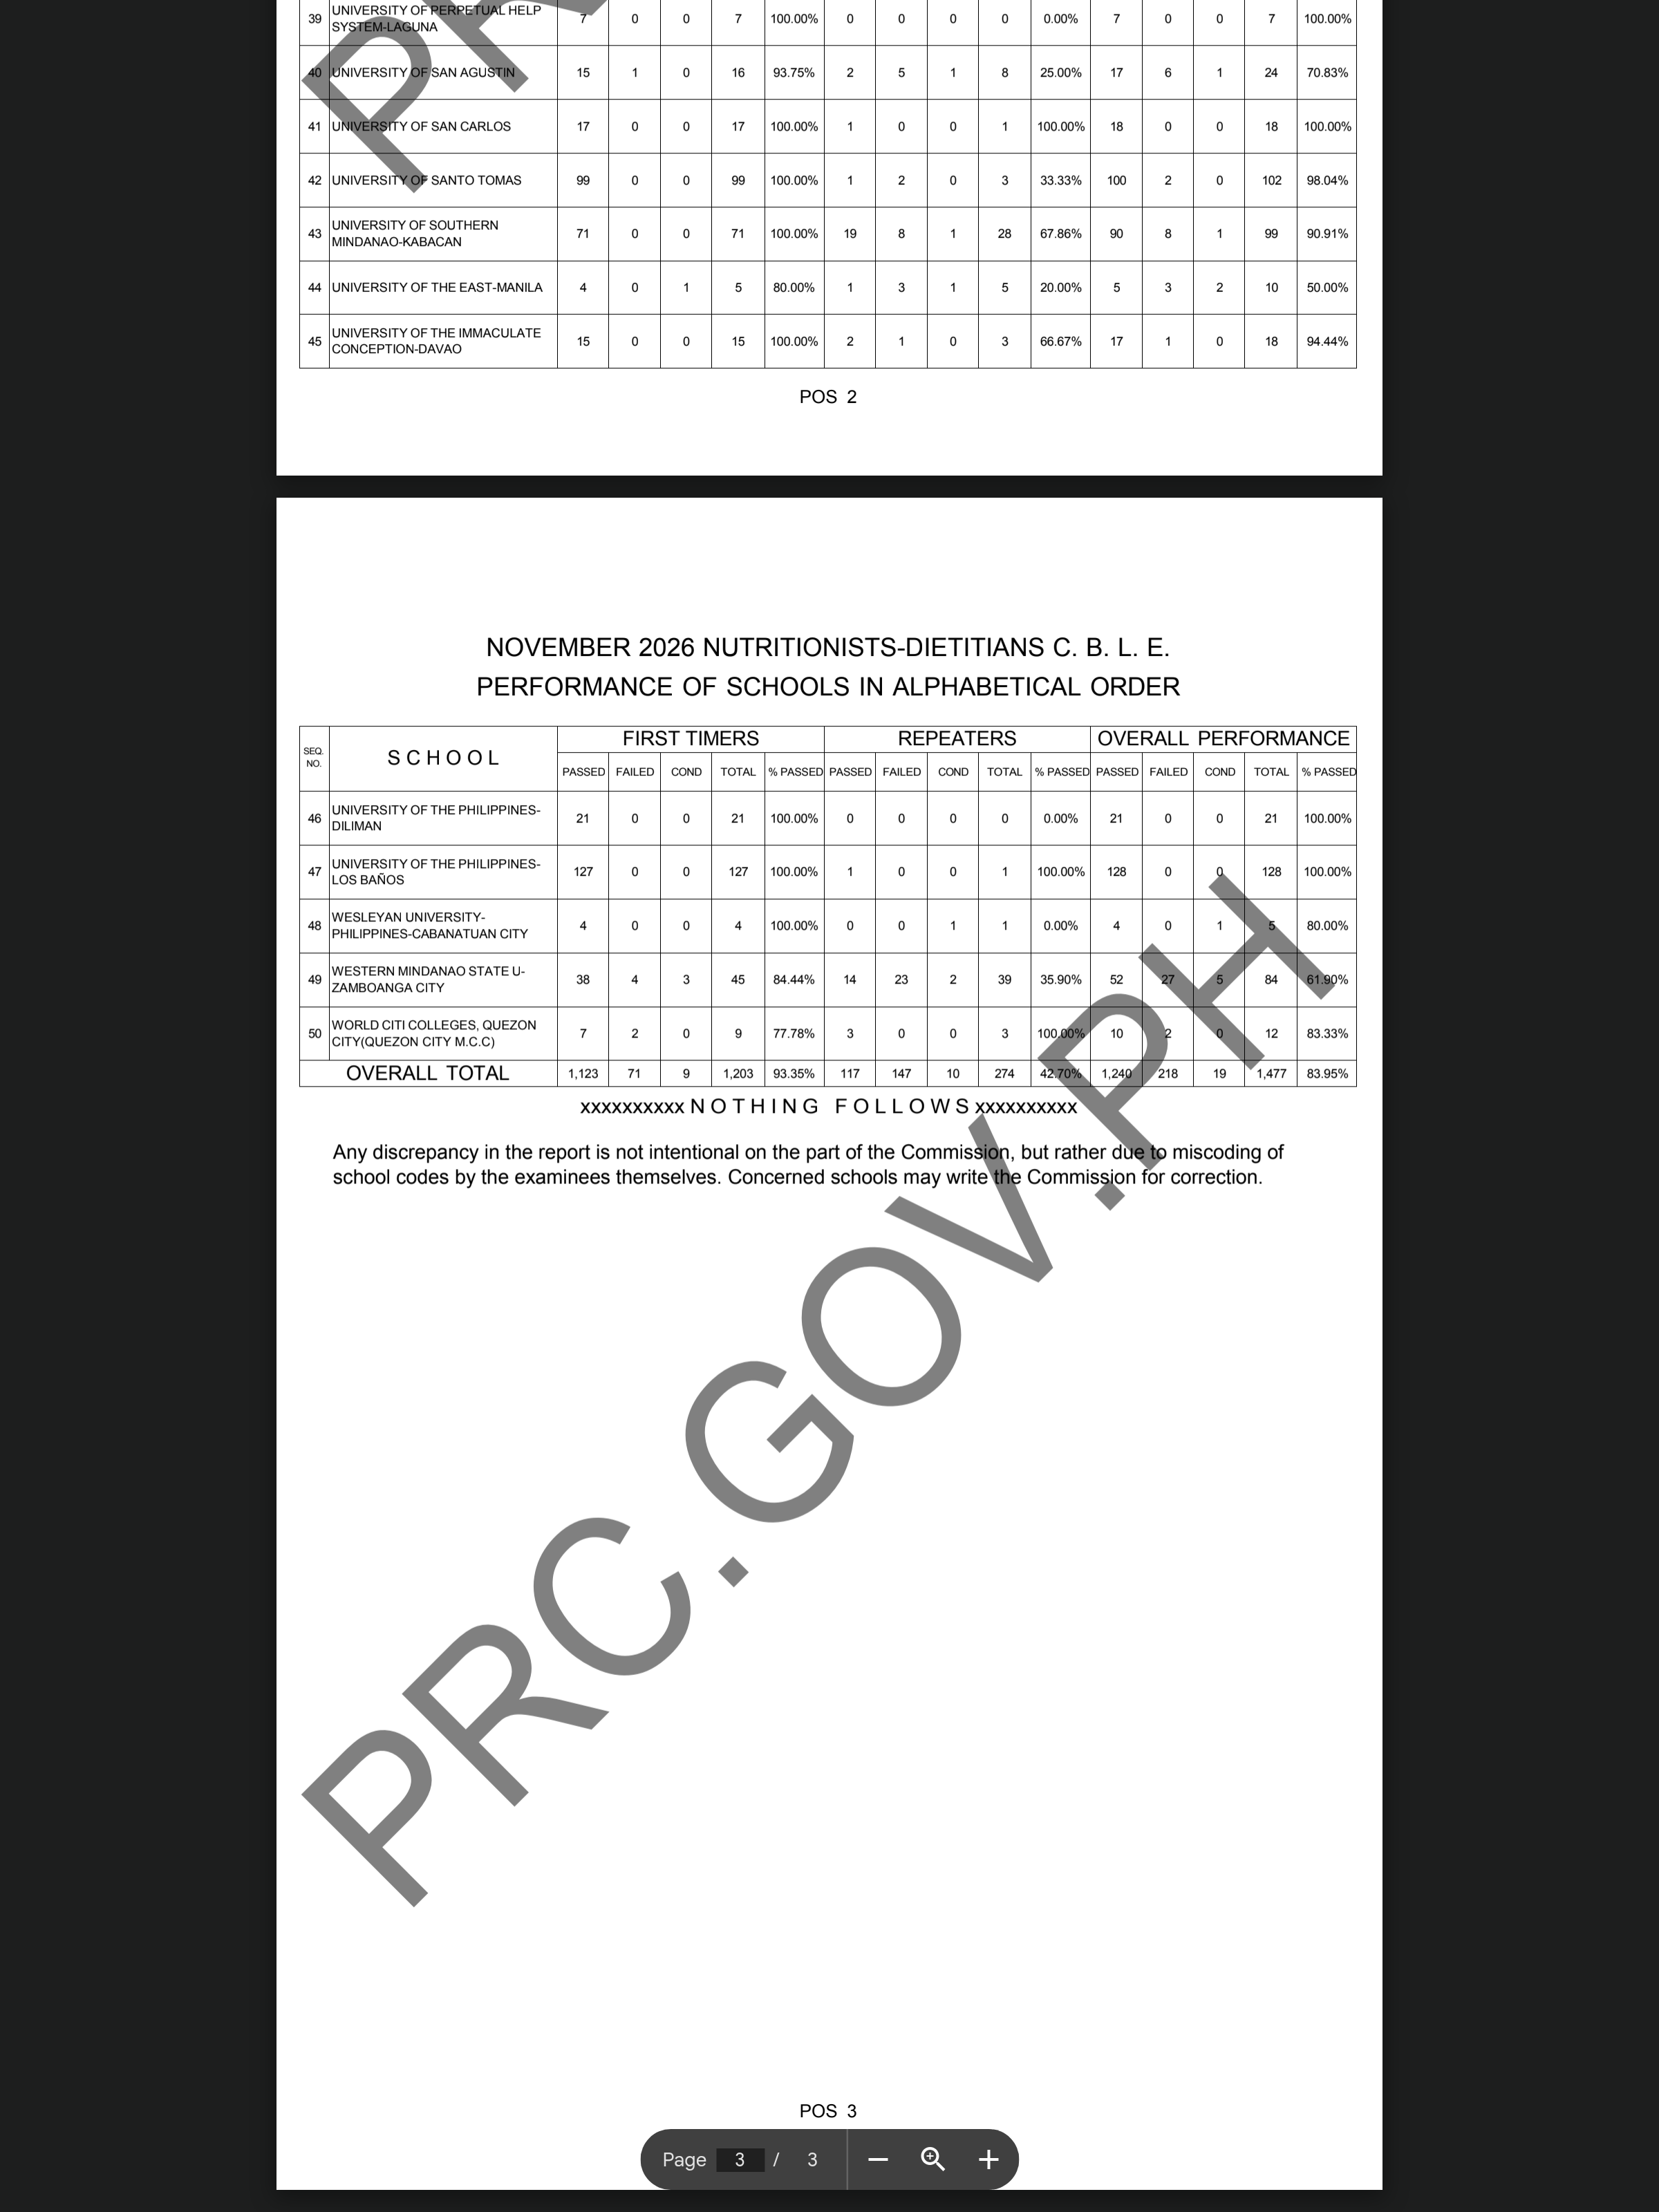 39 UNIVERSITY OF PERPETUAL HELP SYSTEM-LAGUNA 7 0 0 7 100.00% 0 0 0 0 0.00% 7 0 0 7 100.00%
40 UNIVERSITY OF SAN AGUSTIN 15 1 0 16 93.75% 2 5 1 8 25.00% 17 6 1 24 70.83%
41 UNIVERSITY OF SAN CARLOS 17 0 0 17 100.00% 1 0 0 1 100.00% 18 0 0 18 100.00%
42 UNIVERSITY OF SANTO TOMAS 99 0 0 99 100.00% 1 2 0 3 33.33% 100 2 0 102 98.04%
43 UNIVERSITY OF SOUTHERN MINDANAO-KABACAN 71 0 0 71 100.00% 19 8 1 28 67.86% 90 8 1 99 90.91%
44 UNIVERSITY OF THE EAST-MANILA 4 0 1 5 80.00% 1 3 1 5 20.00% 5 3 2 10 50.00%
45 UNIVERSITY OF THE IMMACULATE CONCEPTION-DAVAO 15 0 0 15 100.00% 2 1 0 3 66.67% 17 1 0 18 94.44%
POS 2
NOVEMBER 2026 NUTRITIONISTS-DIETITIANS C. B. L. E.
PERFORMANCE OF SCHOOLS IN ALPHABETICAL ORDER
SEQ. NO. SCHOOL FIRST TIMERS REPEATERS OVERALL PERFORMANCE
PASSED FAILED COND TOTAL % PASSED PASSED FAILED COND TOTAL % PASSED PASSED FAILED COND TOTAL % PASSED
46 UNIVERSITY OF THE PHILIPPINES-DILIMAN 21 0 0 21 100.00% 0 0 0 0 0.00% 21 0 0 21 100.00%
47 UNIVERSITY OF THE PHILIPPINES-LOS BAÑOS 127 0 0 127 100.00% 1 0 0 1 100.00% 128 0 0 128 100.00%
48 WESLEYAN UNIVERSITY-PHILIPPINES-CABANATUAN CITY 4 0 0 4 100.00% 0 0 1 1 0.00% 4 0 1 5 80.00%
49 WESTERN MINDANAO STATE U-ZAMBOANGA CITY 38 4 3 45 84.44% 14 23 2 39 35.90% 52 27 5 84 61.90%
50 WORLD CITI COLLEGES, QUEZON CITY(QUEZON CITY M.C.C) 7 2 0 9 77.78% 3 0 0 3 100.00% 10 2 0 12 83.33%
OVERALL TOTAL 1,123 71 9 1,203 93.35% 117 147 10 274 42.70% 1,240 218 19 1,477 83.95%
xxxxxxxxxx NOTHING FOLLOWS xxxxxxxxxx
Any discrepancy in the report is not intentional on the part of the Commission, but rather due to miscoding of
school codes by the examinees themselves. Concerned schools may write the Commission for correction.
PRC.GOV.PH
POS 3
Page 3 / 3